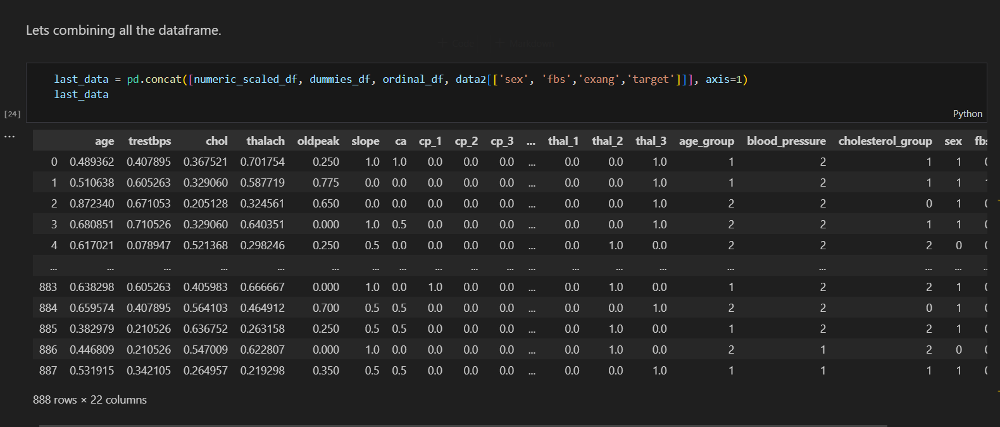 Lets combining all the dataframe.
last_data = pd.concat([numeric_scaled_df, dummies_df, ordinal_df, data2[['sex', 'fbs','exang','target']]], axis=1)
last_data
[24]
Python
...
age trestbps chol thalach oldpeak slope ca cp_1 cp_2 cp_3 ... thal_1 thal_2 thal_3 age_group blood_pressure cholesterol_group sex
0 0.489362 0.407895 0.367521 0.701754 0.250 1.0 1.0 0.0 0.0 0.0 ... 0.0 0.0 1.0 1 2 1 1
1 0.510638 0.605263 0.329060 0.587719 0.775 0.0 0.0 0.0 0.0 0.0 ... 0.0 0.0 1.0 1 2 1 1
2 0.872340 0.671053 0.205128 0.324561 0.650 0.0 0.0 0.0 0.0 0.0 ... 0.0 0.0 1.0 2 2 0 1
3 0.680851 0.710526 0.329060 0.640351 0.000 1.0 0.5 0.0 0.0 0.0 ... 0.0 0.0 1.0 2 2 1 1
4 0.617021 0.078947 0.521368 0.298246 0.250 0.5 0.0 0.0 0.0 0.0 ... 0.0 1.0 0.0 2 2 2 0
... ... ... ... ... ... ... ... ... ... ... ... ... ... ... ... ... ... ... ...
883 0.638298 0.605263 0.405983 0.666667 0.000 1.0 0.0 1.0 0.0 0.0 ... 0.0 1.0 0.0 1 2 2 1
884 0.659574 0.407895 0.564103 0.464912 0.700 0.5 0.5 0.0 0.0 0.0 ... 0.0 0.0 1.0 2 2 0 1
885 0.382979 0.210526 0.636752 0.263158 0.250 0.5 0.5 0.0 0.0 0.0 ... 0.0 1.0 0.0 1 2 2 1
886 0.446809 0.210526 0.547009 0.622807 0.000 1.0 0.0 0.0 0.0 0.0 ... 0.0 1.0 0.0 2 1 2 0
887 0.531915 0.342105 0.264957 0.219298 0.350 0.5 0.5 0.0 0.0 0.0 ... 0.0 0.0 1.0 1 1 1 1
888 rows × 22 columns